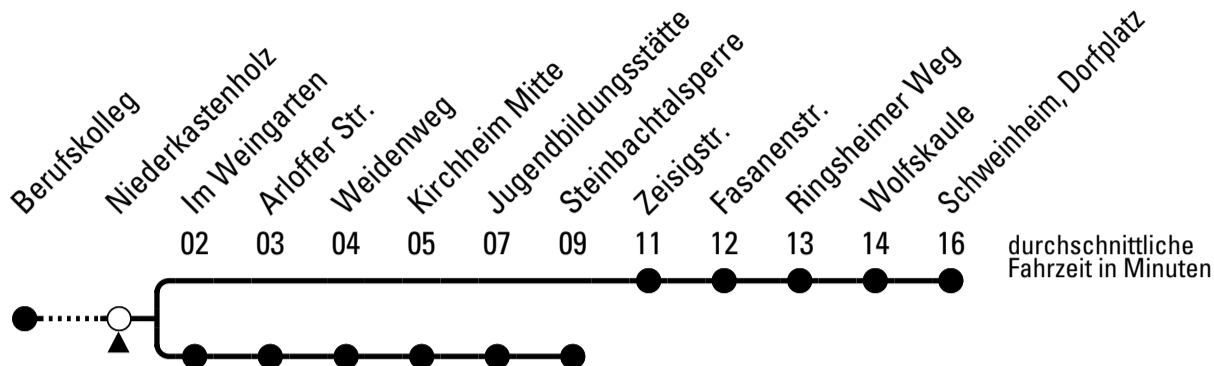 Berufskolleg
Niederkastenholz
Im Weingarten
Arloffer Str.
Weidenweg
Kirchheim Mitte
Jugendbildungsstätte
Steinbachtalsperre
Zeisigstr.
Fasanenstr.
Ringsheimer Weg
Wolfskaule
Schweinheim, Dorfplatz
02 03 04 05 07 09 11 12 13 14 16
durchschnittliche
Fahrzeit in Minuten